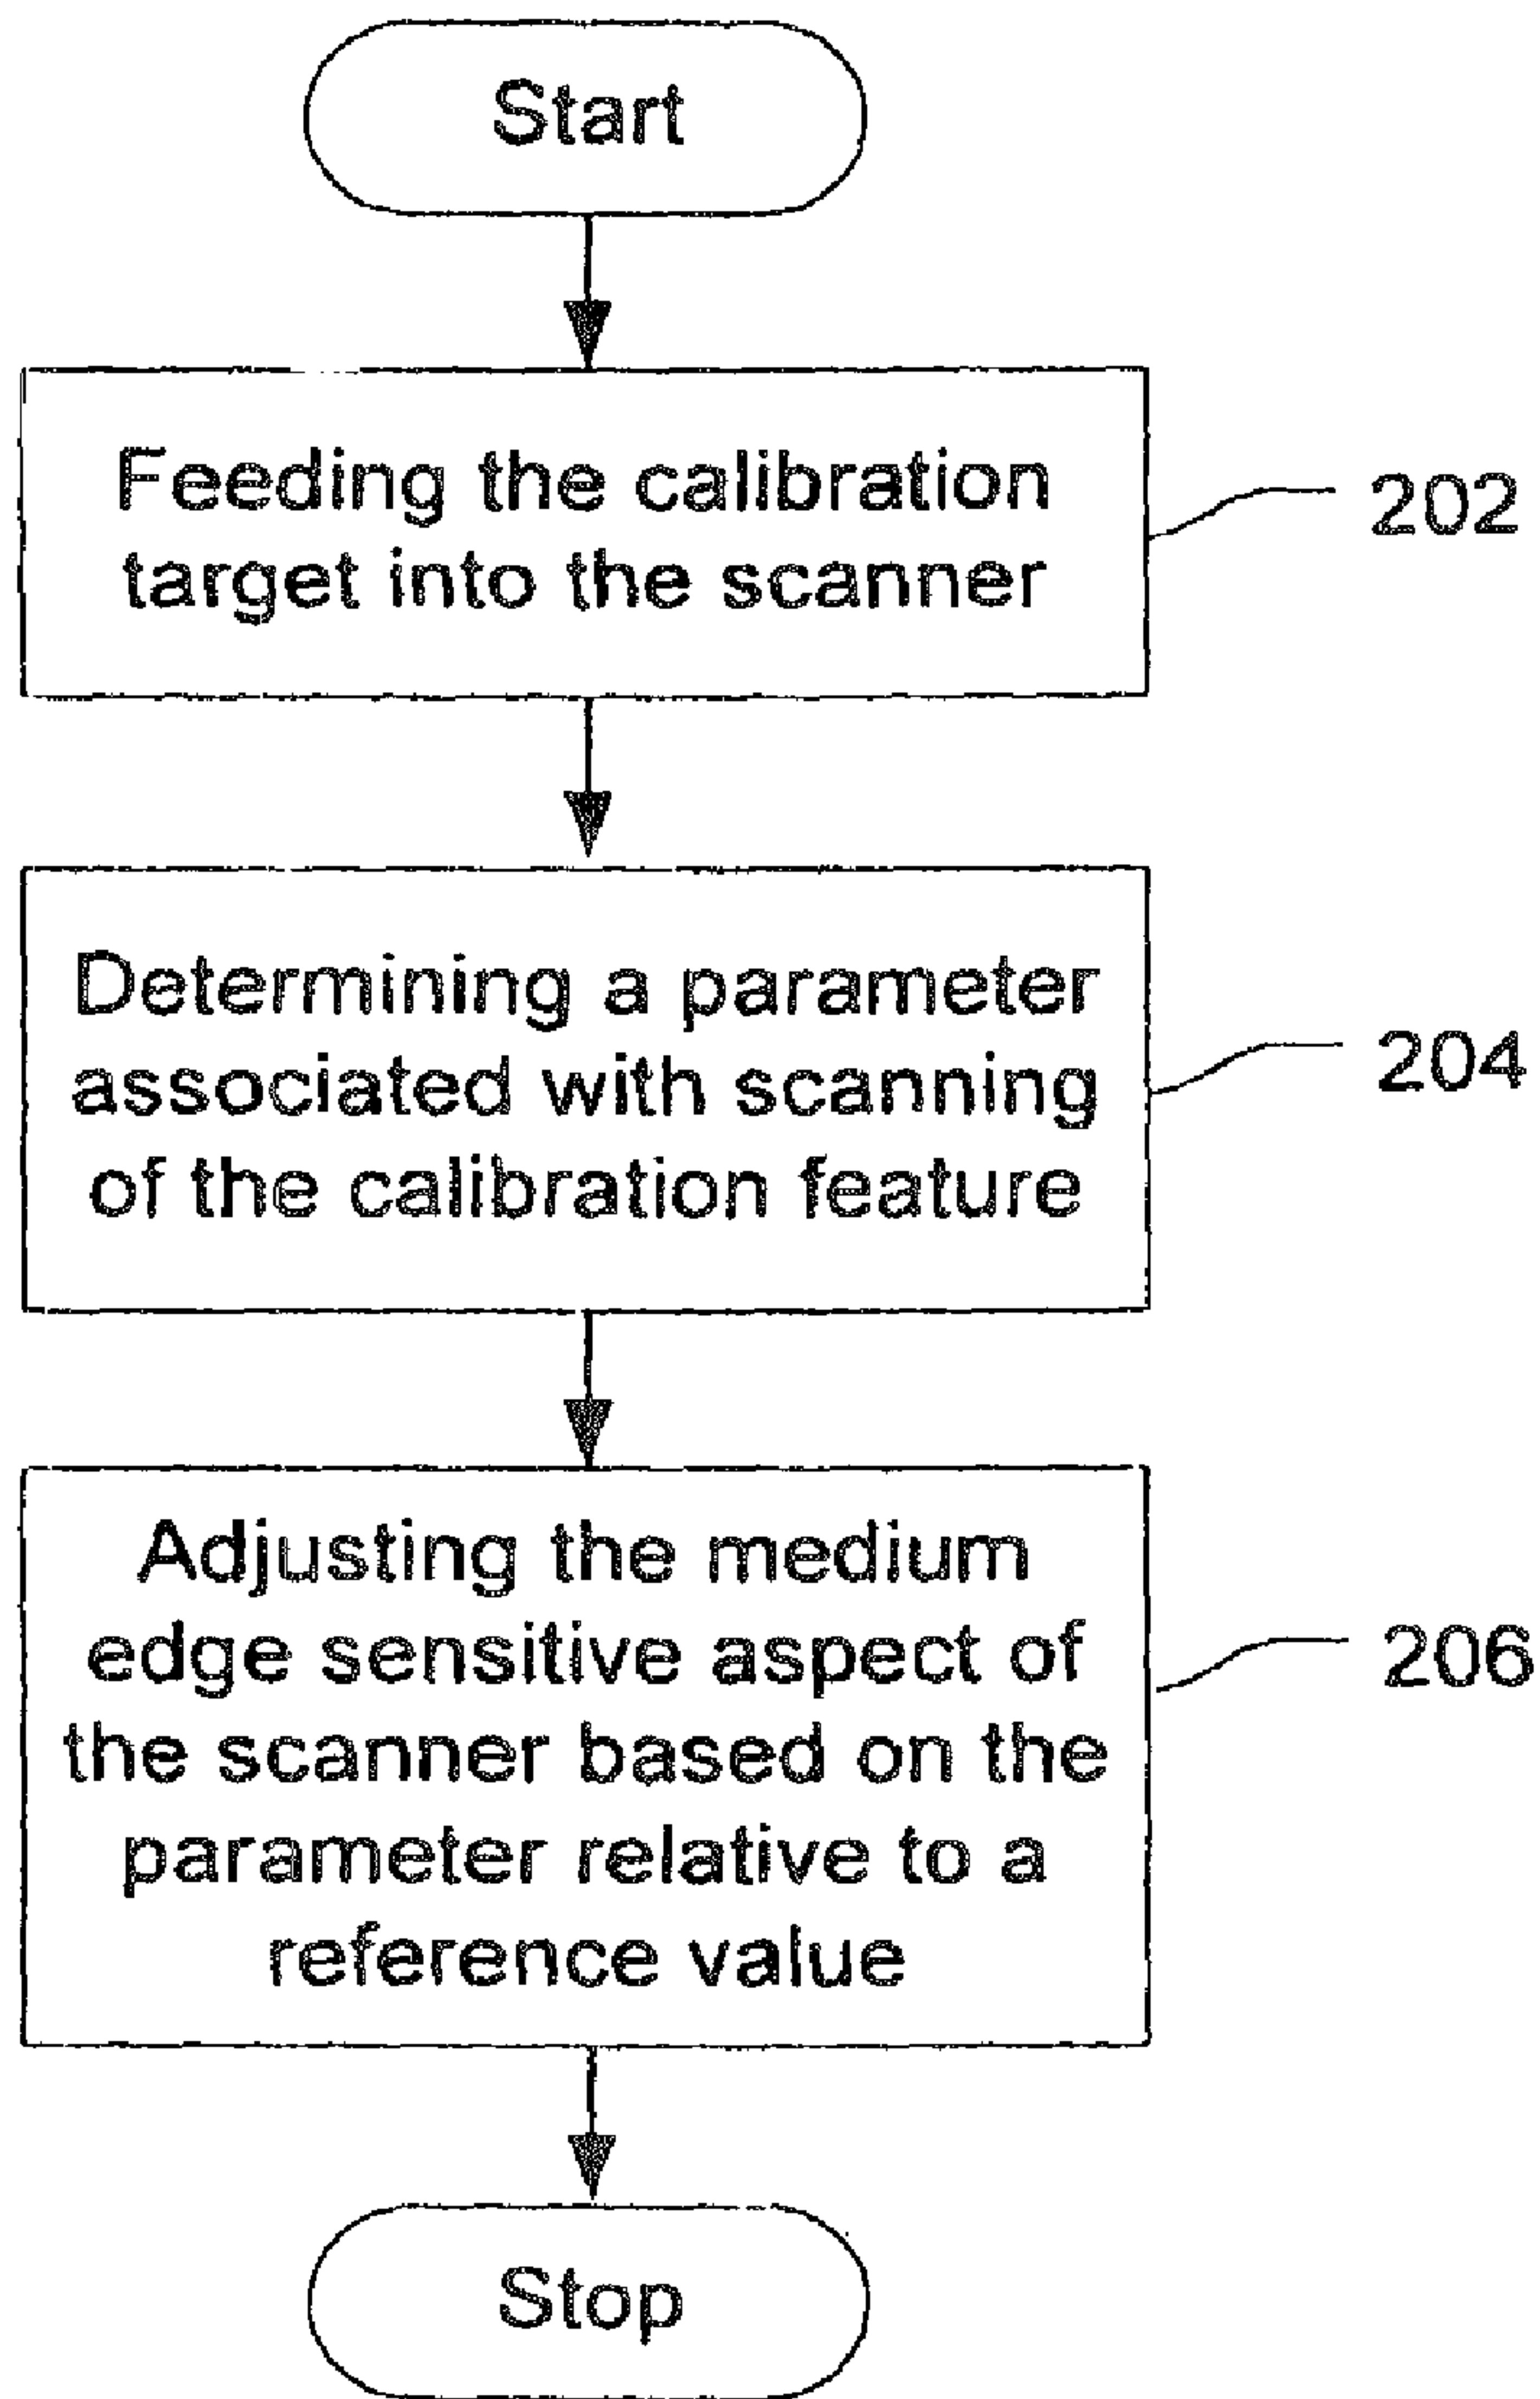 Start
Feeding the calibration
target into the scanner
202
Determining a parameter
associated with scanning
of the calibration feature
204
Adjusting the medium
edge sensitive aspect of
the scanner based on the
parameter relative to a
reference value
206
Stop